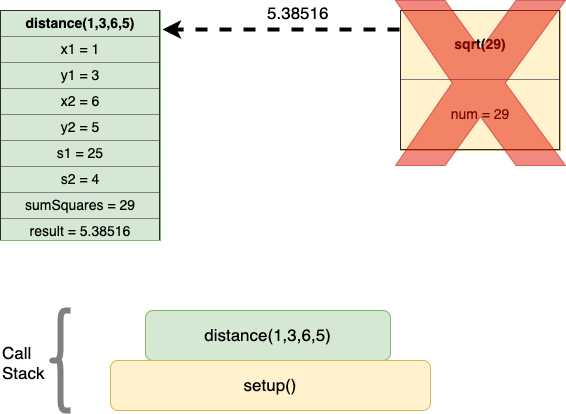 5.38516
distance(1,3,6,5)
x1 = 1
y1 = 3
x2 = 6
y2 = 5
s1 = 25
s2 = 4
sumSquares = 29
result = 5.38516
sqrt(29)
num = 29
Call
Stack
distance(1,3,6,5)
setup()